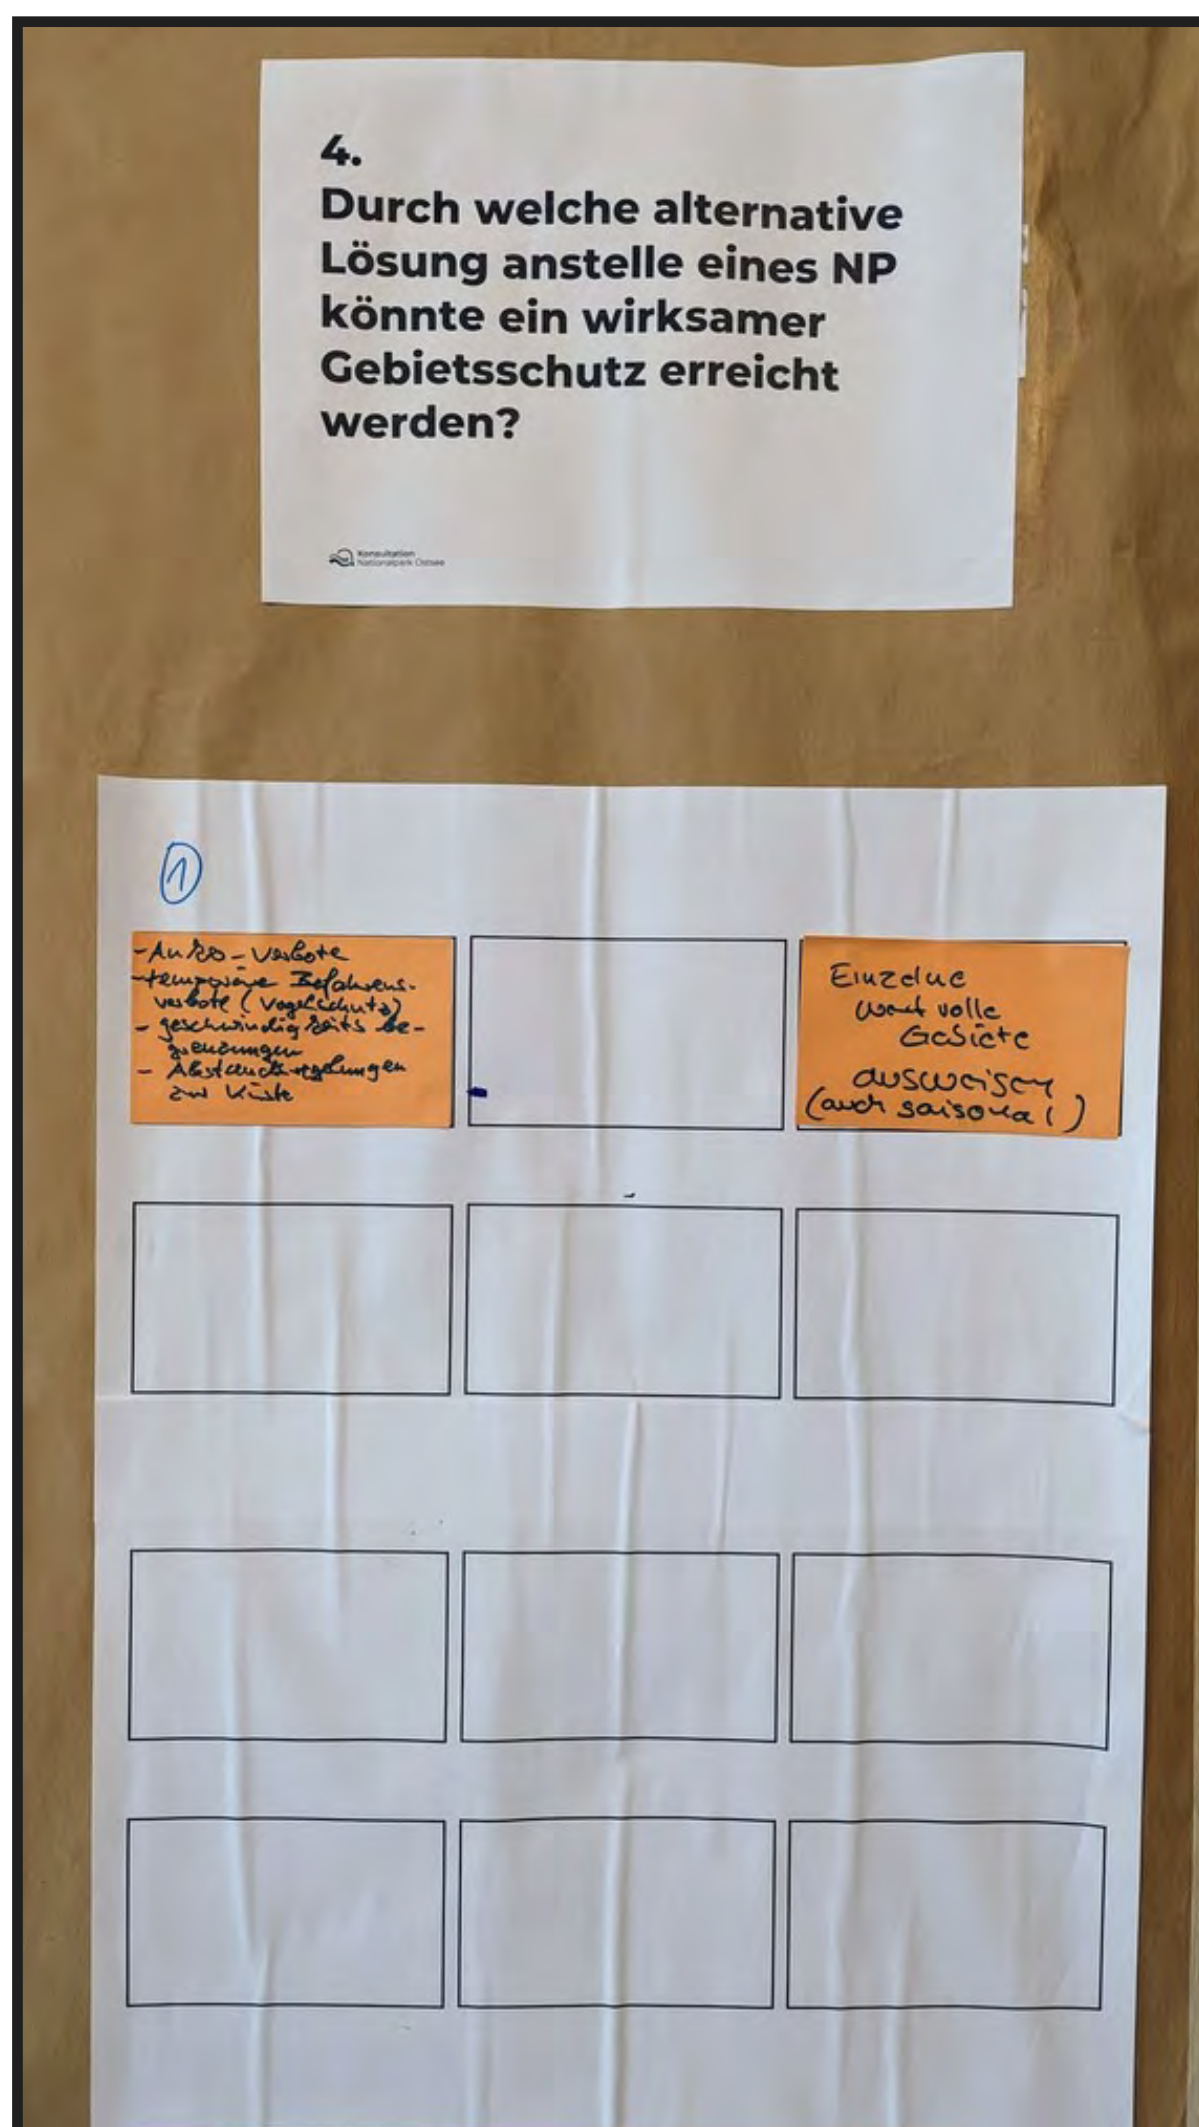 4.
Durch welche alternative
Lösung anstelle eines NP
könnte ein wirksamer
Gebietsschutz erreicht
werden?
Konsultation
Nationalpark Ostsee
1
- Anker-Verbote
- temporäre Befahrens-
verbote (Vogelschutz)
- geschwindigkeits be-
grenzungen
- Abstandsregelungen
zur Küste
Einzelne
wertvolle
Gebiete
ausweisen
(auch saisonal)